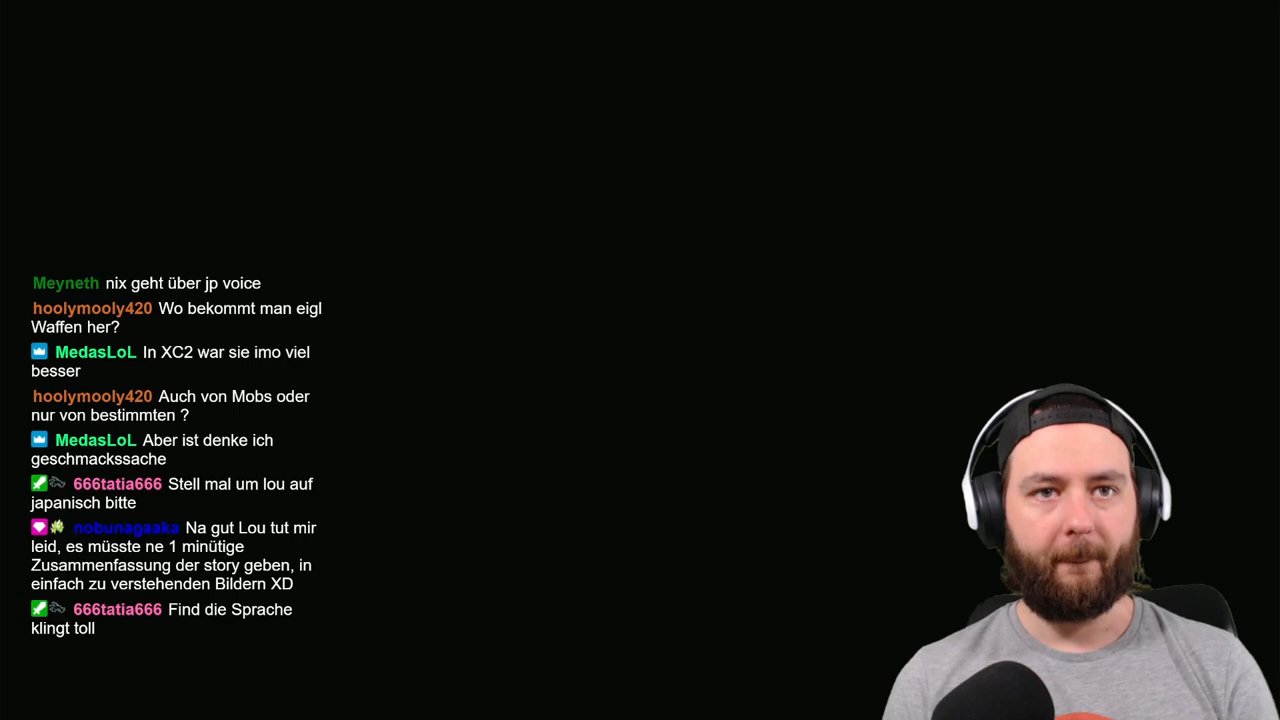 Meyneth nix geht über jp voice
hoolymooly420 Wo bekommt man eigl
Waffen her?
MedasLoL In XC2 war sie imo viel
besser
hoolymooly420 Auch von Mobs oder
nur von bestimmten ?
MedasLoL Aber ist denke ich
geschmackssache
666tatia666 Stell mal um lou auf
japanisch bitte
nobunagaaka Na gut Lou tut mir
leid, es müsste ne 1 minütige
Zusammenfassung der story geben, in
einfach zu verstehenden Bildern XD
666tatia666 Find die Sprache
klingt toll